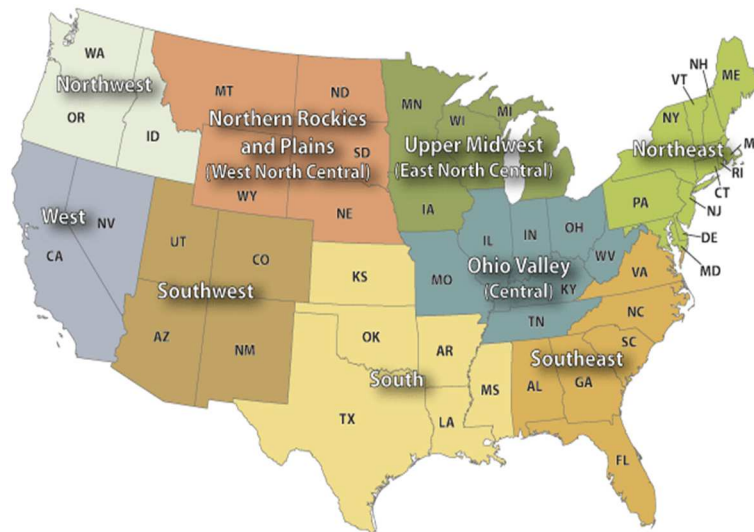 WA
Northwest
OR
ID
MT
ND
Northern Rockies
and Plains
SD
(West North Central)
WY
NE
MN
WI
MI
Upper Midwest
(East North Central)
IA
VT
NH
ME
NY
Northeast
M
RI
CT
PA
NJ
DE
MD
West
NV
CA
UT
CO
Southwest
AZ
NM
KS
OK
AR
South
TX
LA
MS
IL
IN
OH
WV
MO
Ohio Valley
KY
(Central)
TN
VA
NC
SC
Southeast
AL
GA
FL